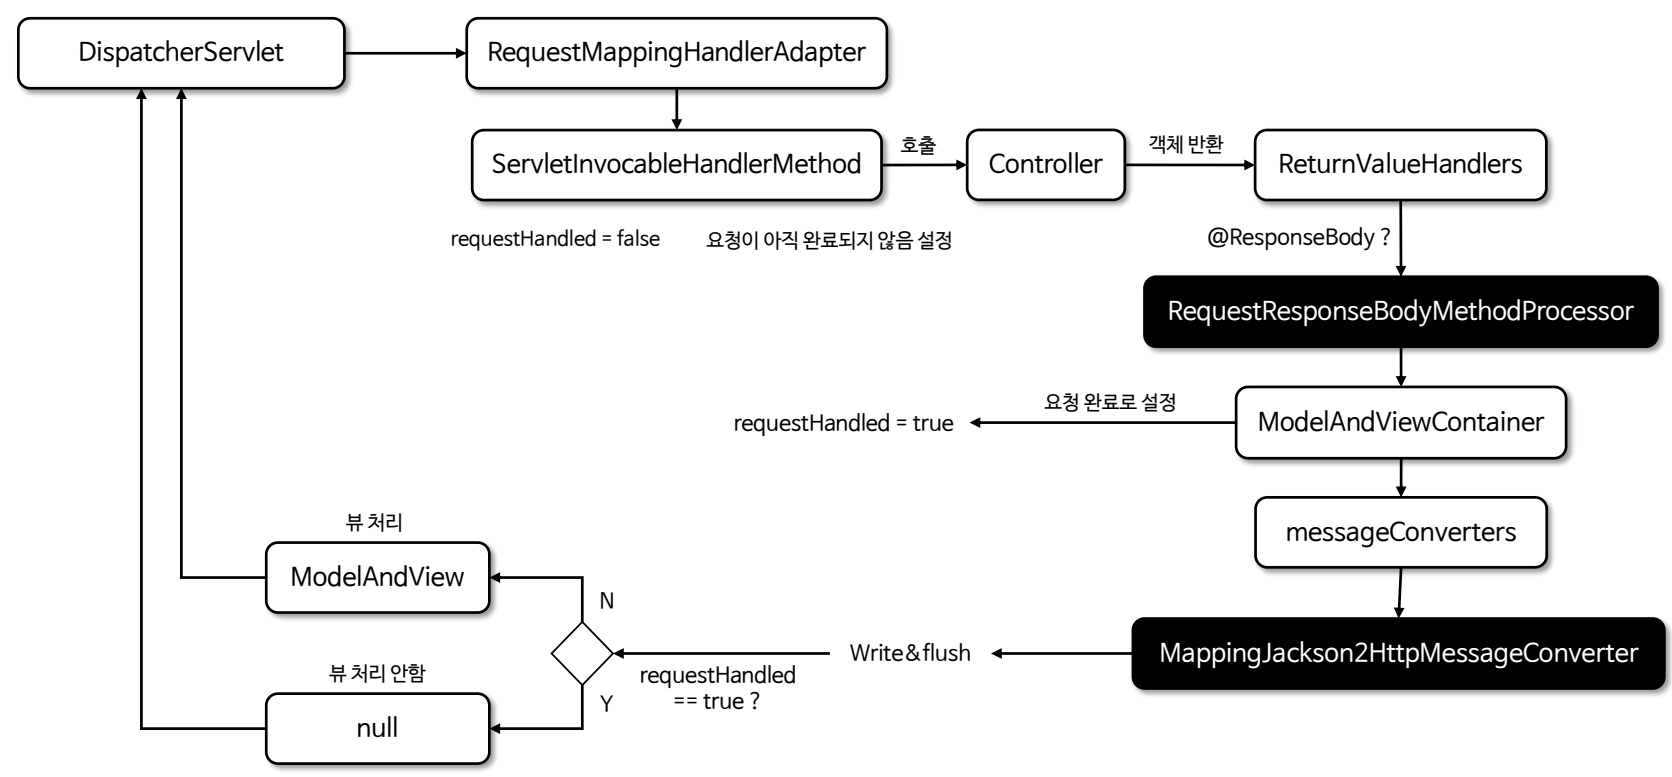 DispatcherServlet
RequestMappingHandlerAdapter
ServletInvocableHandlerMethod
호출
Controller
객체 반환
ReturnValueHandlers
requestHandled = false
요청이 아직 완료되지 않음 설정
@ResponseBody ?
RequestResponseBodyMethodProcessor
ModelAndViewContainer
요청 완료로 설정
requestHandled = true
messageConverters
MappingJackson2HttpMessageConverter
Write&flush
requestHandled
== true ?
N
Y
뷰 처리
ModelAndView
뷰 처리 안함
null